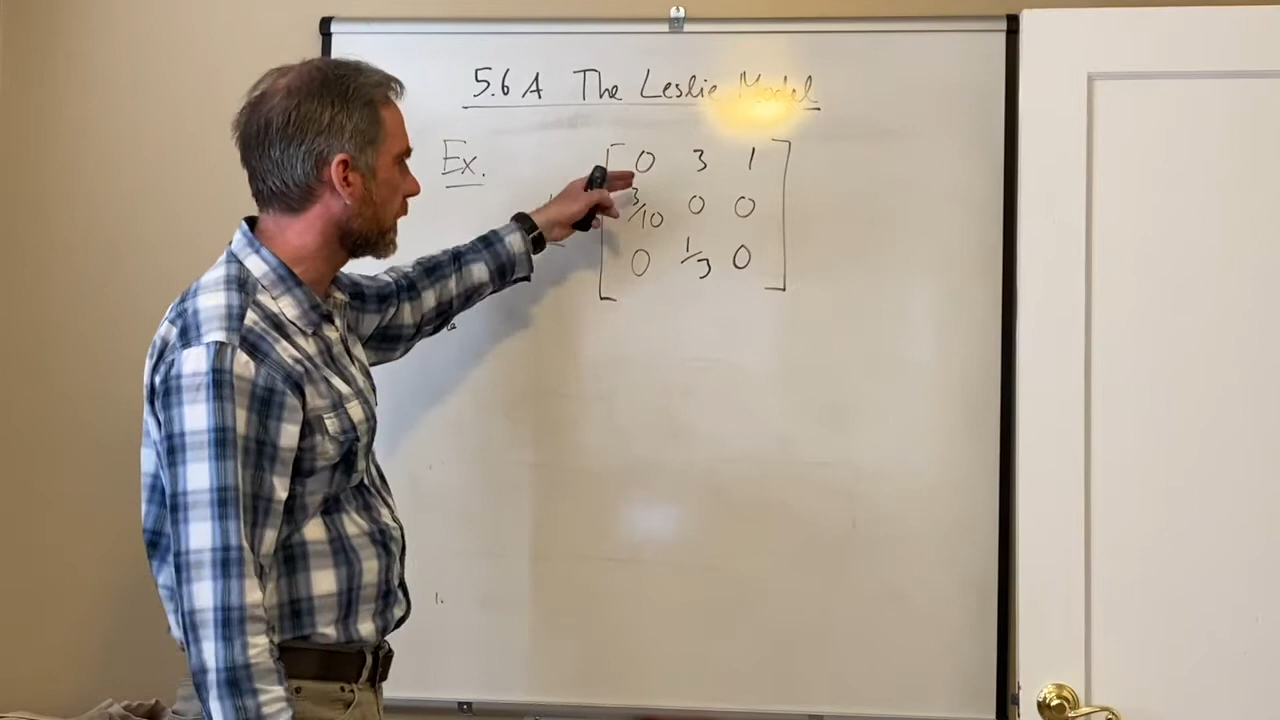 5.6 A The Leslie Model
Ex.
0 3 1
3/10 0 0
0 1/3 0